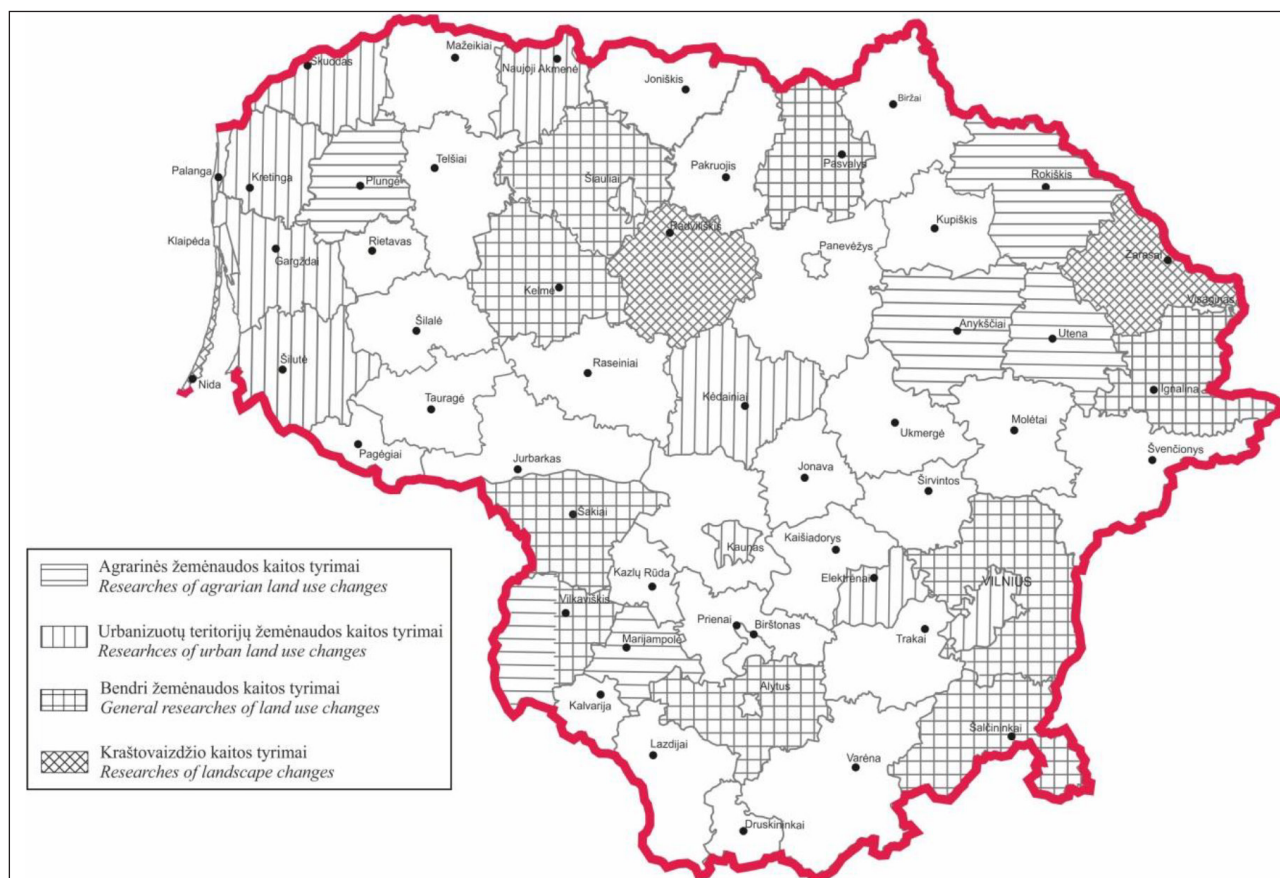 Mažeikiai
Skuodas
Naujoji Akmenė
Joniškis
Biržai
Pasvalys
Telšiai
Pakruojis
Palanga
Kretinga
Plungė
Šiauliai
Rokiškis
Kupiškis
Radviliškis
Klaipėda
Gargždai
Rietavas
Panevėžys
Zarasai
Kelmė
Visaginas
Šilalė
Anykščiai
Utena
Nida
Šilutė
Raseiniai
Ignalina
Tauragė
Kėdainiai
Ukmergė
Molėtai
Pagėgiai
Švenčionys
Jurbarkas
Jonava
Širvintos
Šakiai
Kaunas
Kaišiadorys
Kazlų Rūda
Elektrėnai
VILNIUS
Vilkaviškis
Prienai
Birštonas
Trakai
Marijampolė
Kalvarija
Alytus
Šalčininkai
Lazdijai
Varėna
Druskininkai
Agrarinės žemėnaudos kaitos tyrimai
Researches of agrarian land use changes
Urbanizuotų teritorijų žemėnaudos kaitos tyrimai
Researhces of urban land use changes
Bendri žemėnaudos kaitos tyrimai
General researches of land use changes
Kraštovaizdžio kaitos tyrimai
Researches of landscape changes